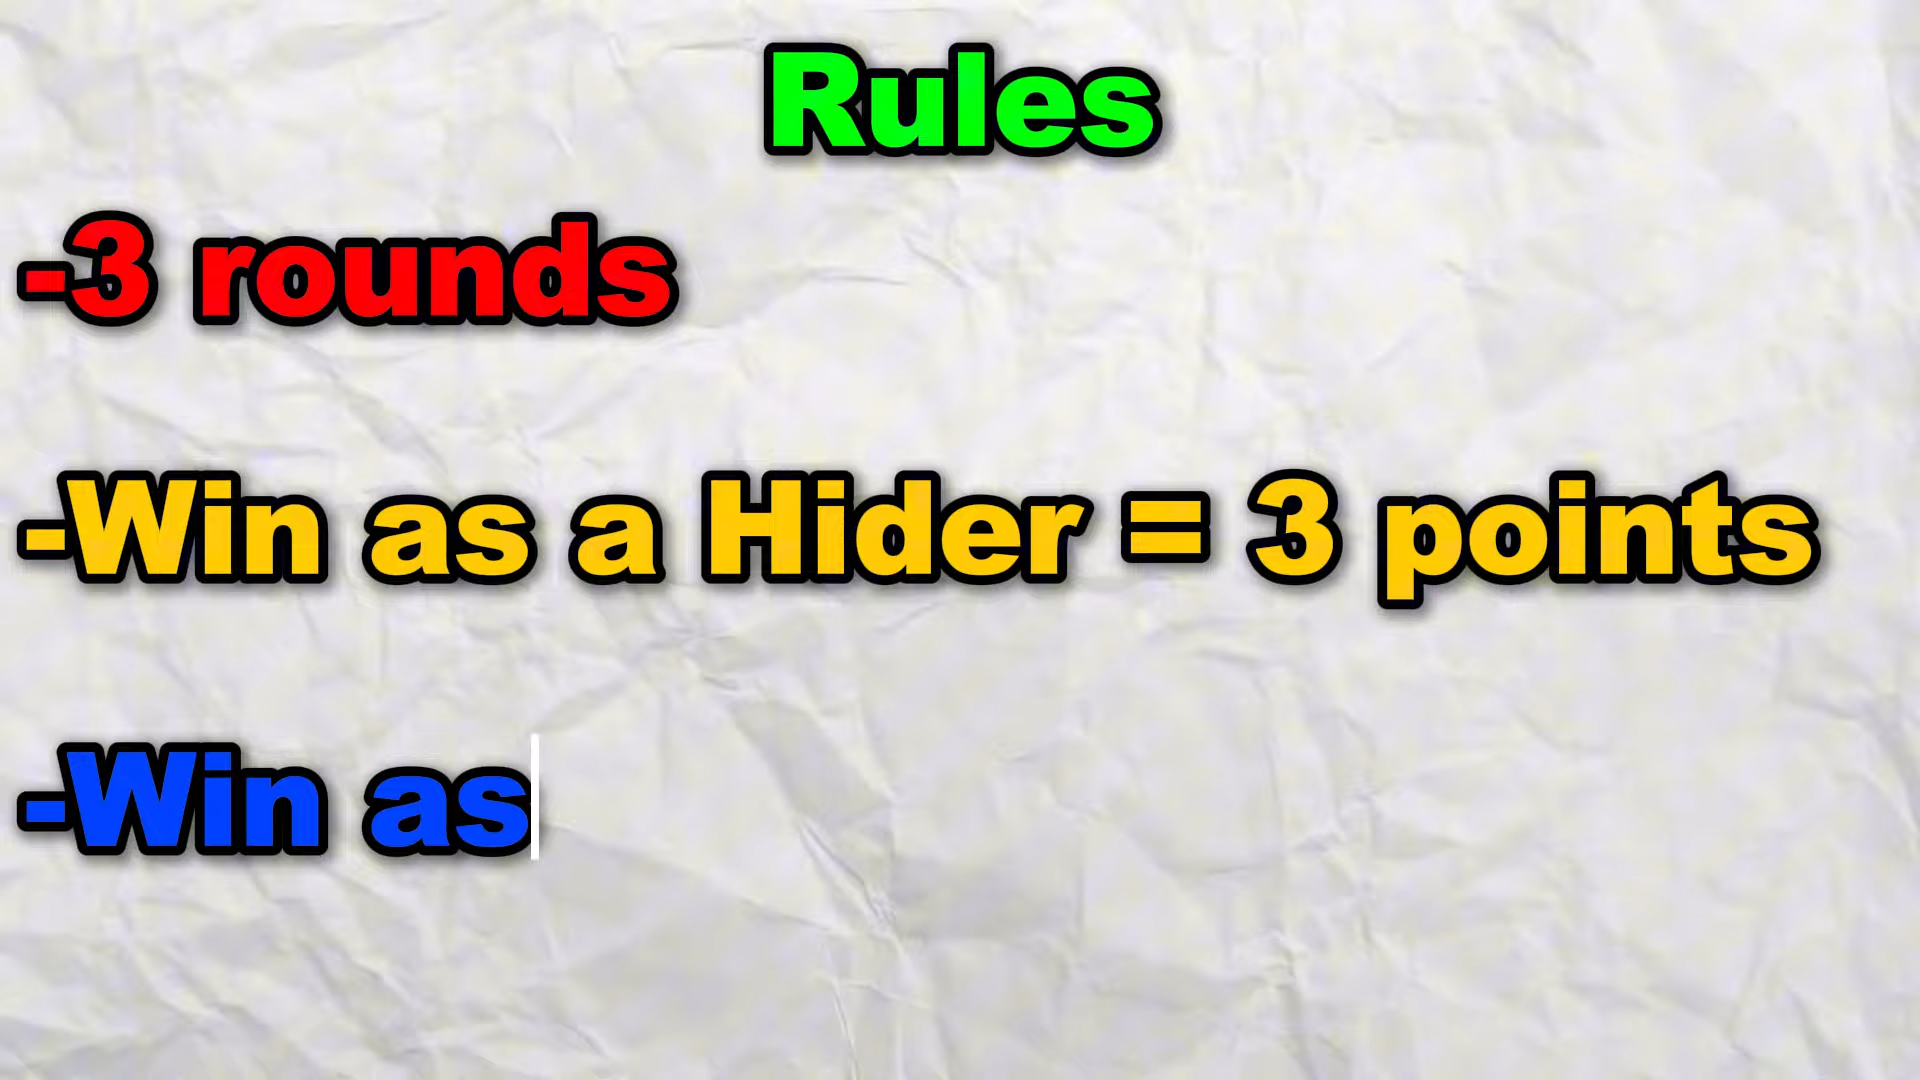 Rules
-3 rounds
-Win as a Hider = 3 points
-Win as